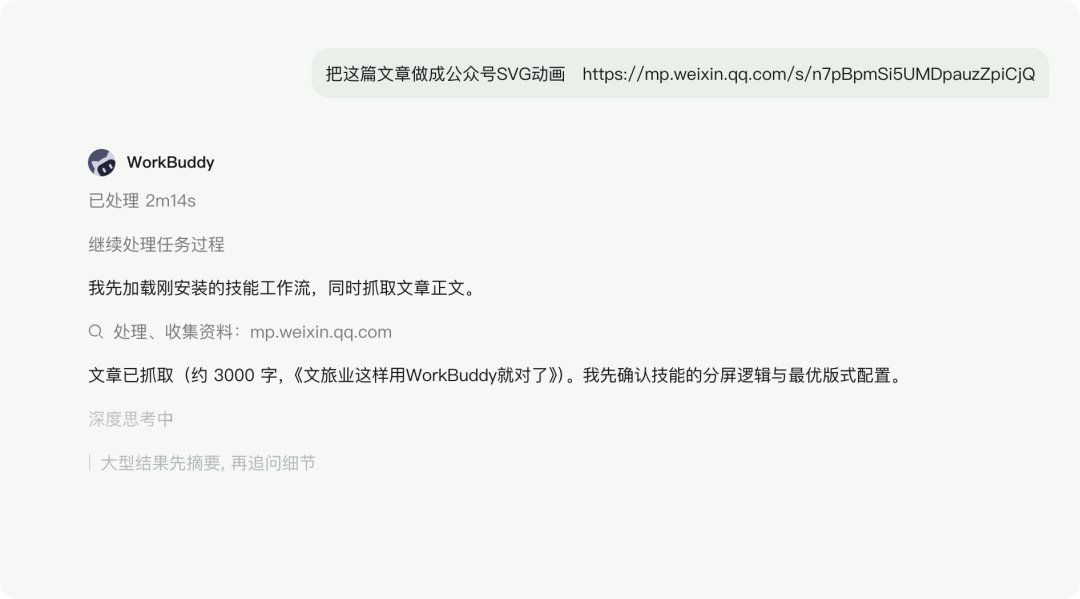 把这篇文章做成公众号SVG动画 https://mp.weixin.qq.com/s/n7pBpmSi5UMDpauzZpiCjQ
WorkBuddy
已处理 2m14s
继续处理任务过程
我先加载刚安装的技能工作流，同时抓取文章正文。
处理、收集资料：mp.weixin.qq.com
文章已抓取（约 3000 字，《文旅业这样用WorkBuddy就对了》）。我先确认技能的分屏逻辑与最优版式配置。
深度思考中
大型结果先摘要, 再追问细节